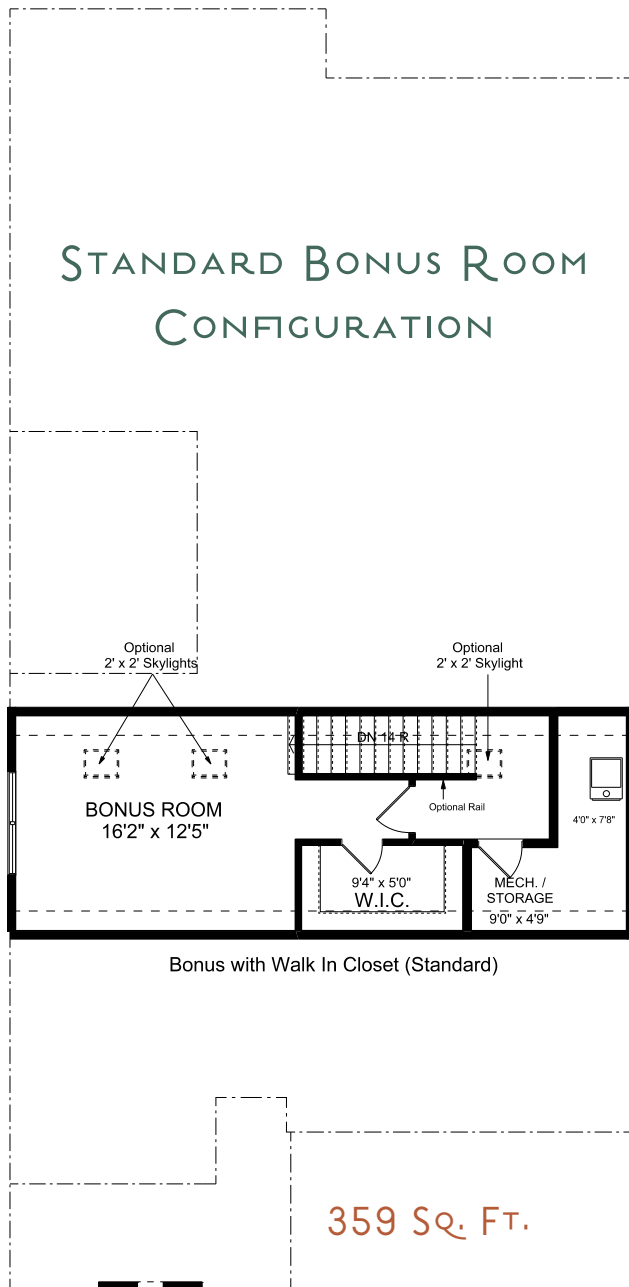 STANDARD BONUS ROOM
CONFIGURATION
Optional
2' x 2' Skylights
Optional
2' x 2' Skylight
DN 14 R
Optional Rail
BONUS ROOM
16'2" x 12'5"
4'0" x 7'8"
9'4" x 5'0"
W.I.C.
MECH. /
STORAGE
9'0" x 4'9"
Bonus with Walk In Closet (Standard)
359 SQ. FT.